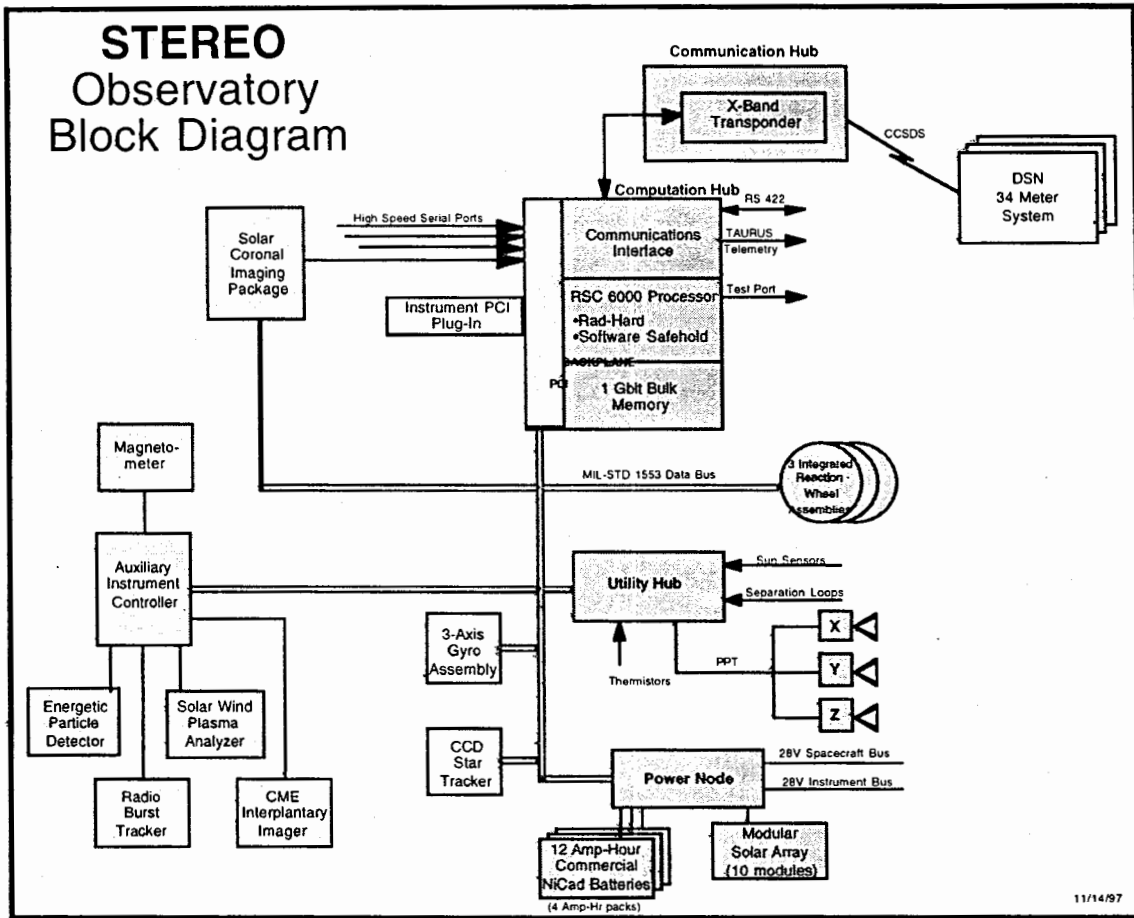 STEREO
Observatory
Block Diagram
Communication Hub
X-Band
Transponder
CCSDS
DSN
34 Meter
System
Computation Hub
RS 422
High Speed Serial Ports
Solar
Coronal
Imaging
Package
Communications
Interface
TAURUS
Telemetry
Instrument PCI
Plug-In
RSC 6000 Processor
•Rad-Hard
•Software Safehold
Test Port
BACKPLANE
PCI
1 Gbit Bulk
Memory
Magneto-
meter
MIL-STD 1553 Data Bus
3 Integrated
Reaction -
Wheel
Assemblies
Auxiliary
Instrument
Controller
Utility Hub
Sun Sensors
Separation Loops
3-Axis
Gyro
Assembly
Thermistors
PPT
X
Y
Z
Energetic
Particle
Detector
Solar Wind
Plasma
Analyzer
CCD
Star
Tracker
Power Node
28V Spacecraft Bus
28V Instrument Bus
Radio
Burst
Tracker
CME
Interplantary
Imager
12 Amp-Hour
Commercial
NiCad Batteries
(4 Amp-Hr packs)
Modular
Solar Array
(10 modules)
11/14/97